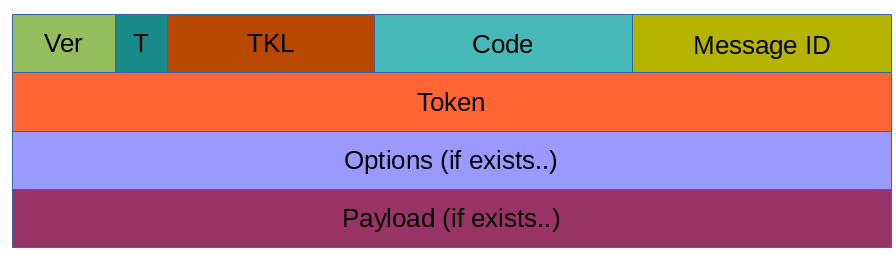 Ver T TKL Code Message ID
Token
Options (if exists..)
Payload (if exists..)